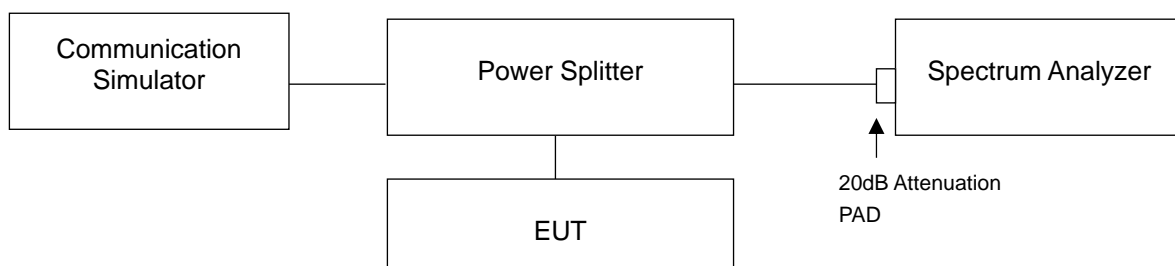 Communication
Simulator
Power Splitter
Spectrum Analyzer
20dB Attenuation
PAD
EUT